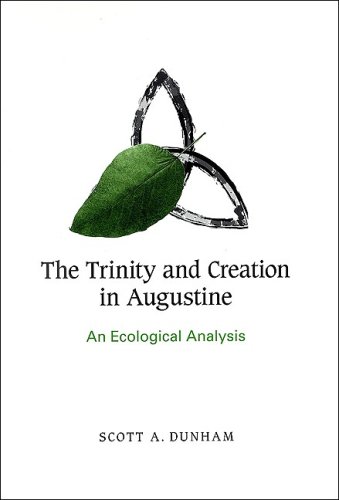 The Trinity and Creation
in Augustine
An Ecological Analysis
SCOTT A. DUNHAM